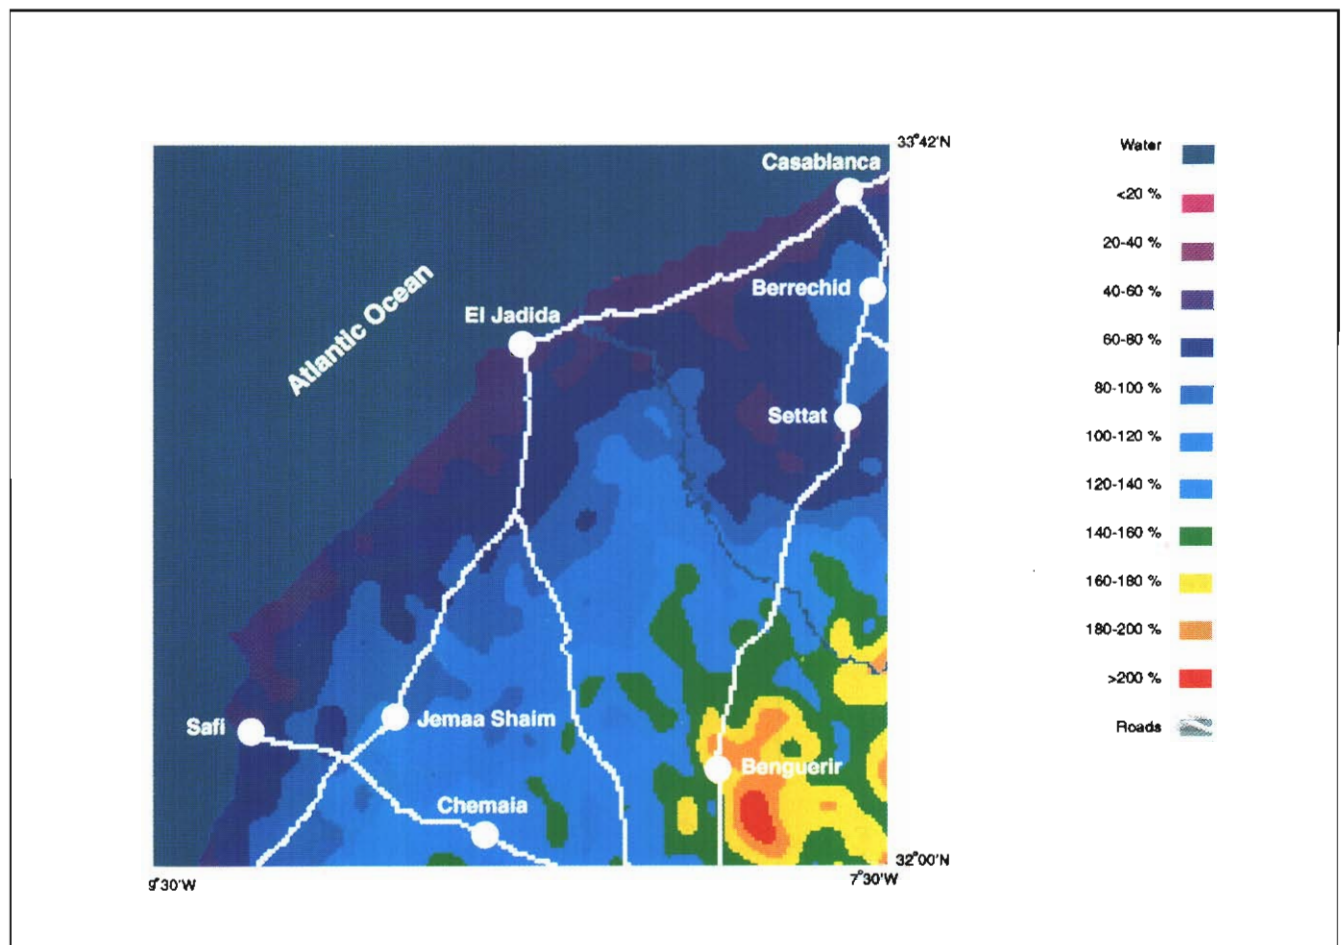 33°42'N
Casablanca
Berrechid
El Jadida
Atlantic Ocean
Settat
Safi
Jemaa Shaim
Benguerir
Chemaia
32°00'N
9°30'W
7°30'W
Water
<20 %
20-40 %
40-60 %
60-80 %
80-100 %
100-120 %
120-140 %
140-160 %
160-180 %
180-200 %
>200 %
Roads